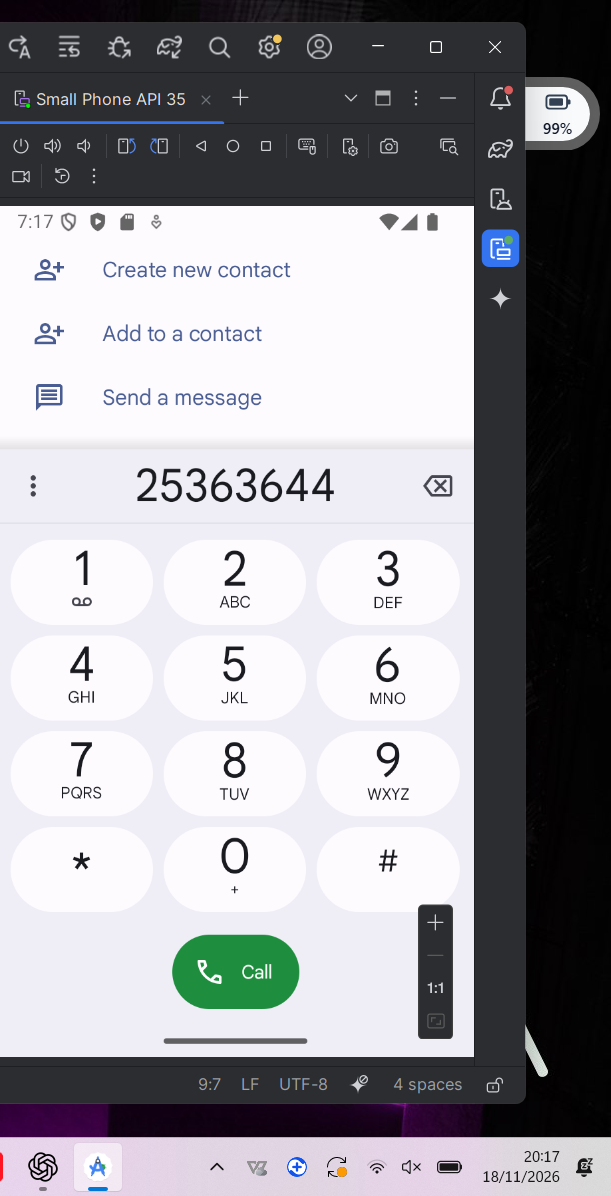 Small Phone API 35
99%
7:17
Create new contact
Add to a contact
Send a message
25363644
1 2 3
ABC DEF
4 5 6
GHI JKL MNO
7 8 9
PQRS TUV WXYZ
* 0 #
+
Call
1:1
9:7 LF UTF-8 4 spaces
20:17
18/11/2026